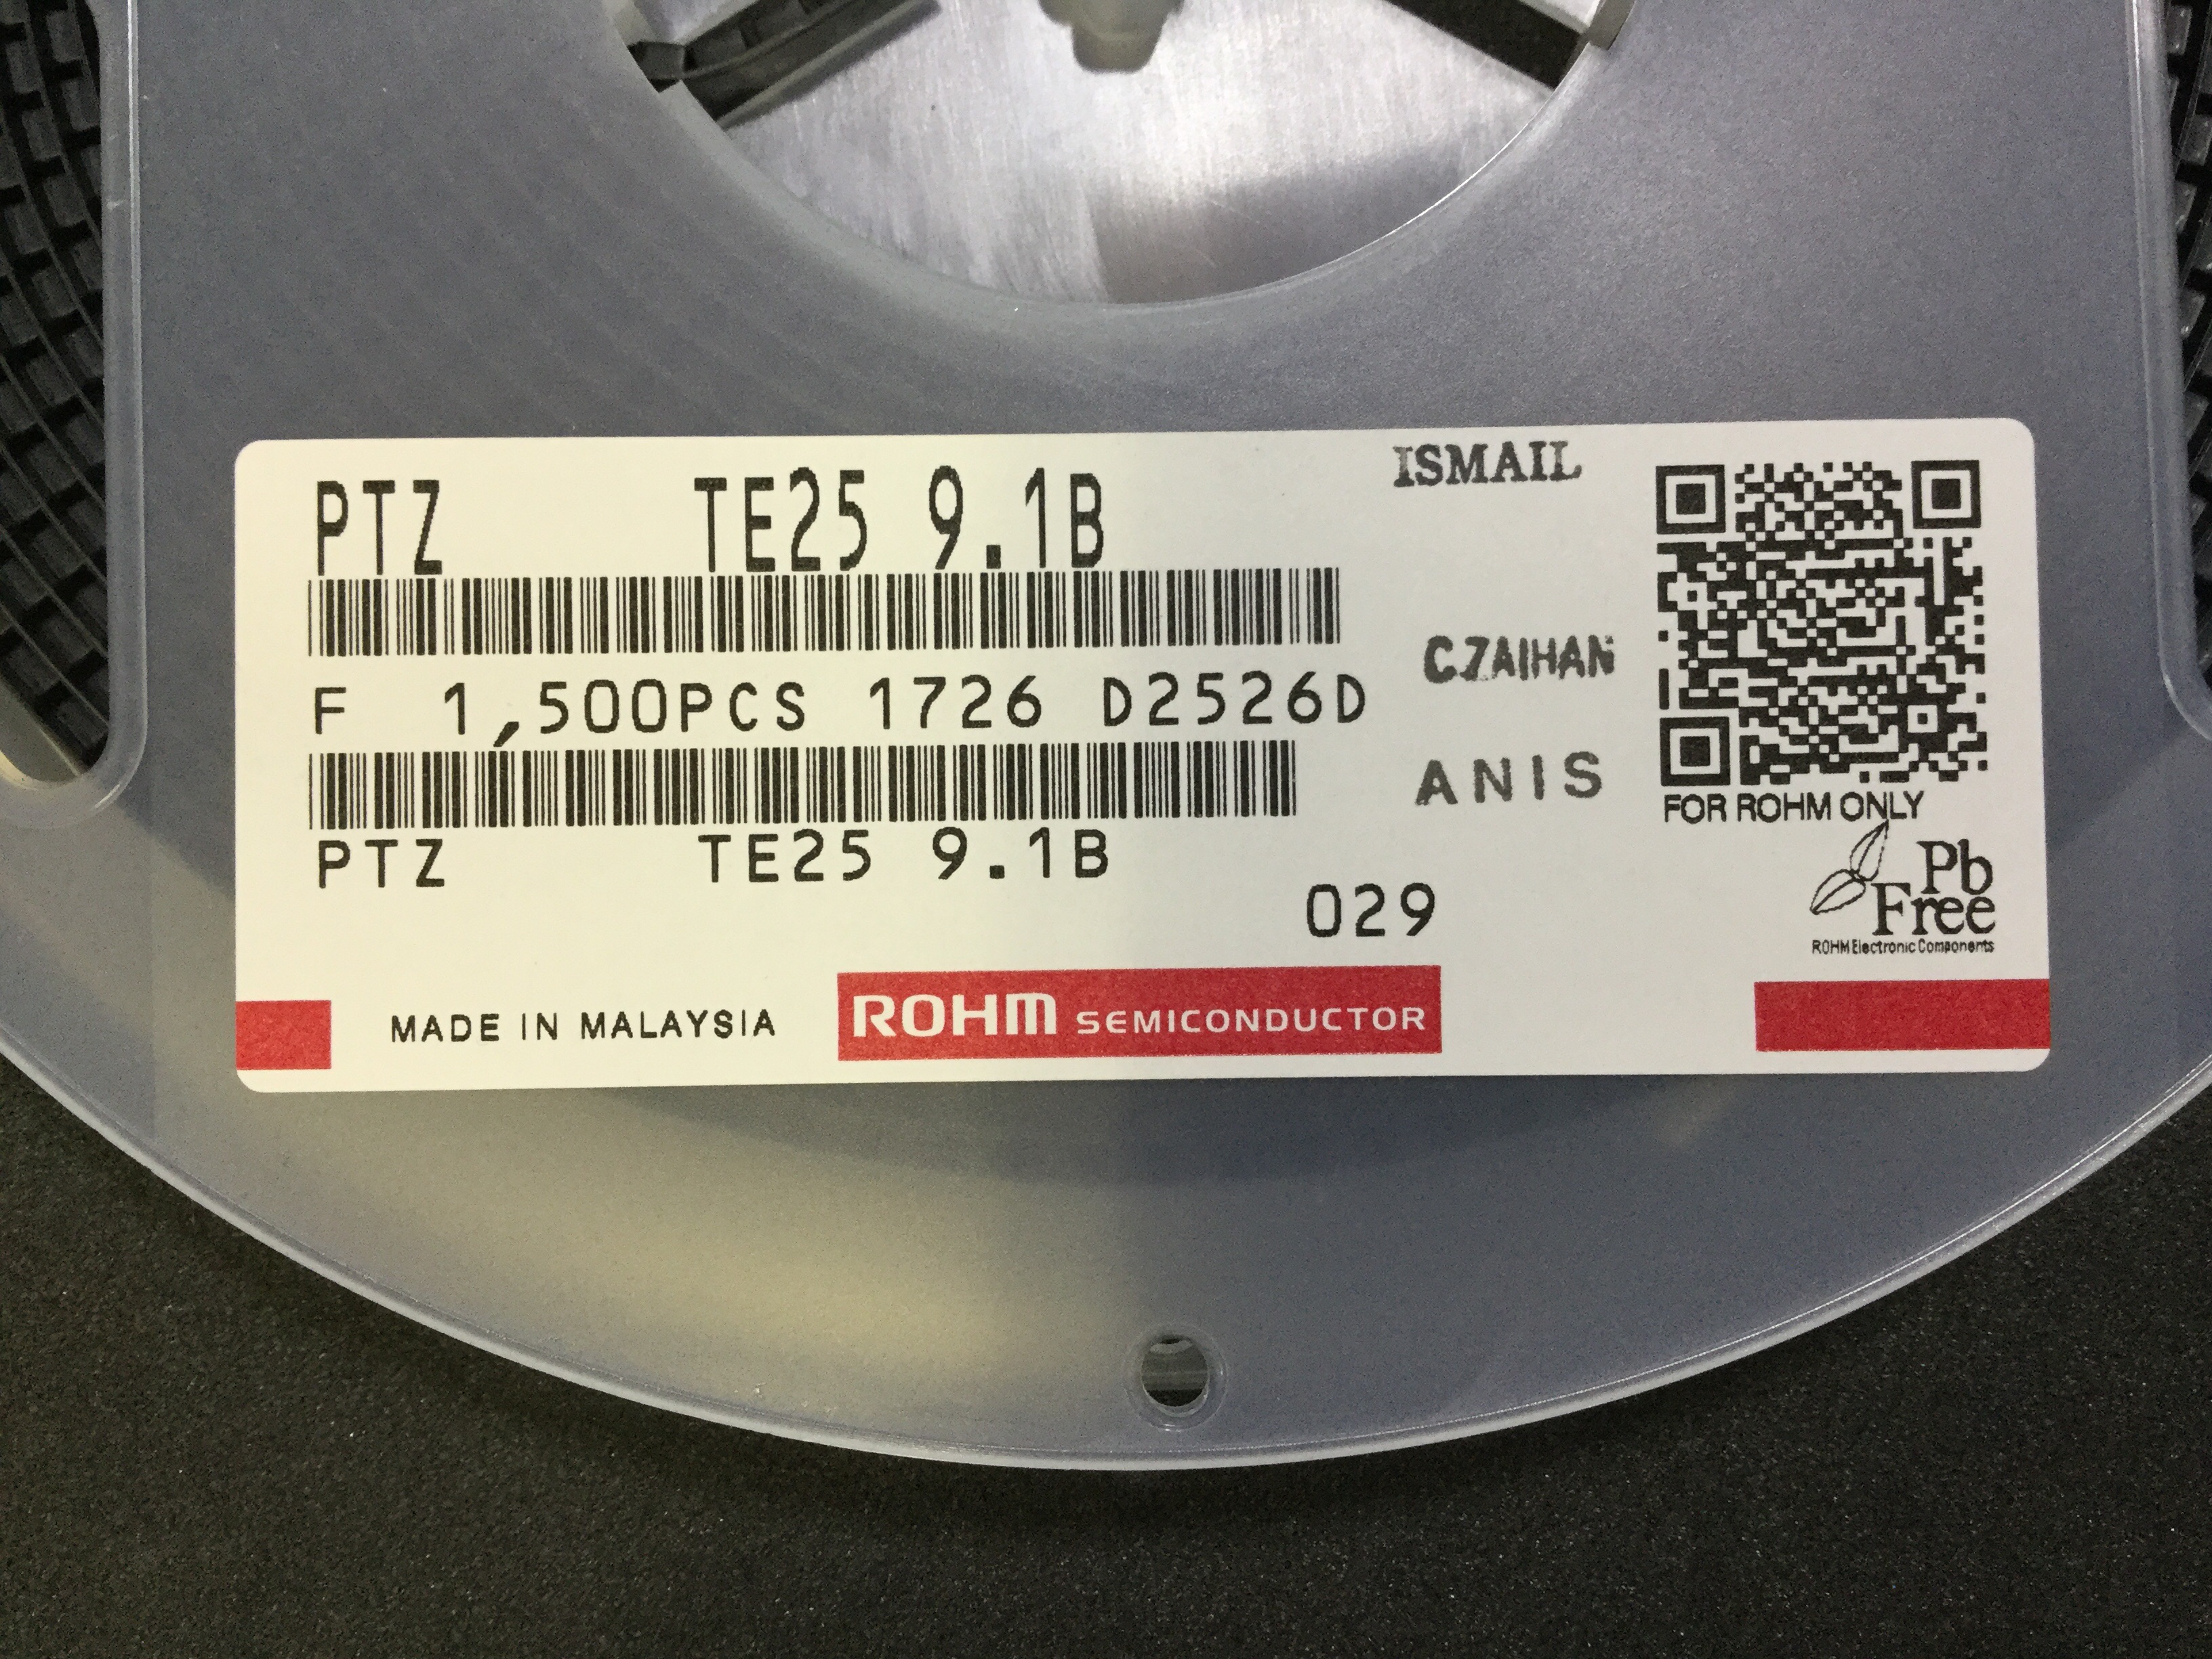 PTZ TE25 9.1B
ISMAIL
C.ZAIHAN
F 1,500PCS 1726 D2526D
ANIS
FOR ROHM ONLY
PTZ TE25 9.1B
029
Pb
Free
ROHM Electronic Components
MADE IN MALAYSIA
ROHM SEMICONDUCTOR